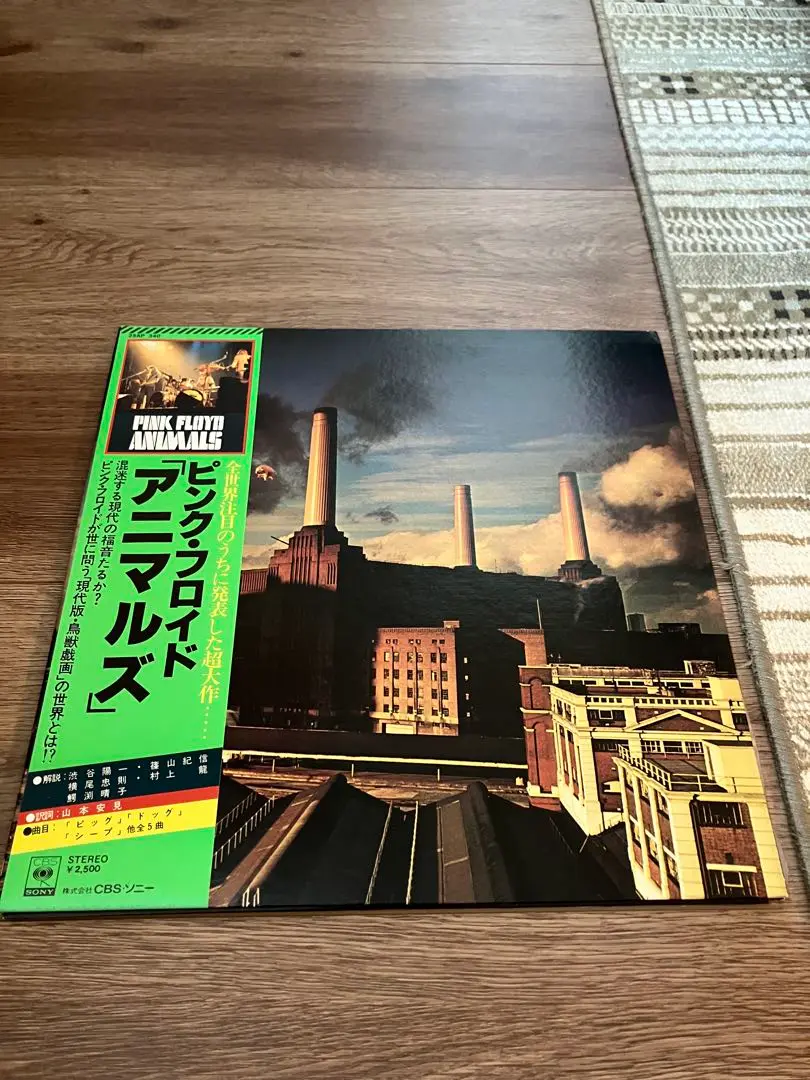 25AP 340
PINK FLOYD
ANIMALS
全世界注目のうちに発表した超大作……
ピンク・フロイド
「アニマルズ」
混迷する現代の福音たるか?
ピンク・フロイドが世に問う「現代版・鳥獣戯画」の世界とは!?
●解説:渋谷陽一・篠山紀信
横尾忠則・村上龍
鰐渕晴子
●訳詞:山本安見
●曲目:「ピッグ」「ドッグ」
「シープ」他全5曲
CBS
SONY
STEREO
¥2,500
株式会社CBS・ソニー